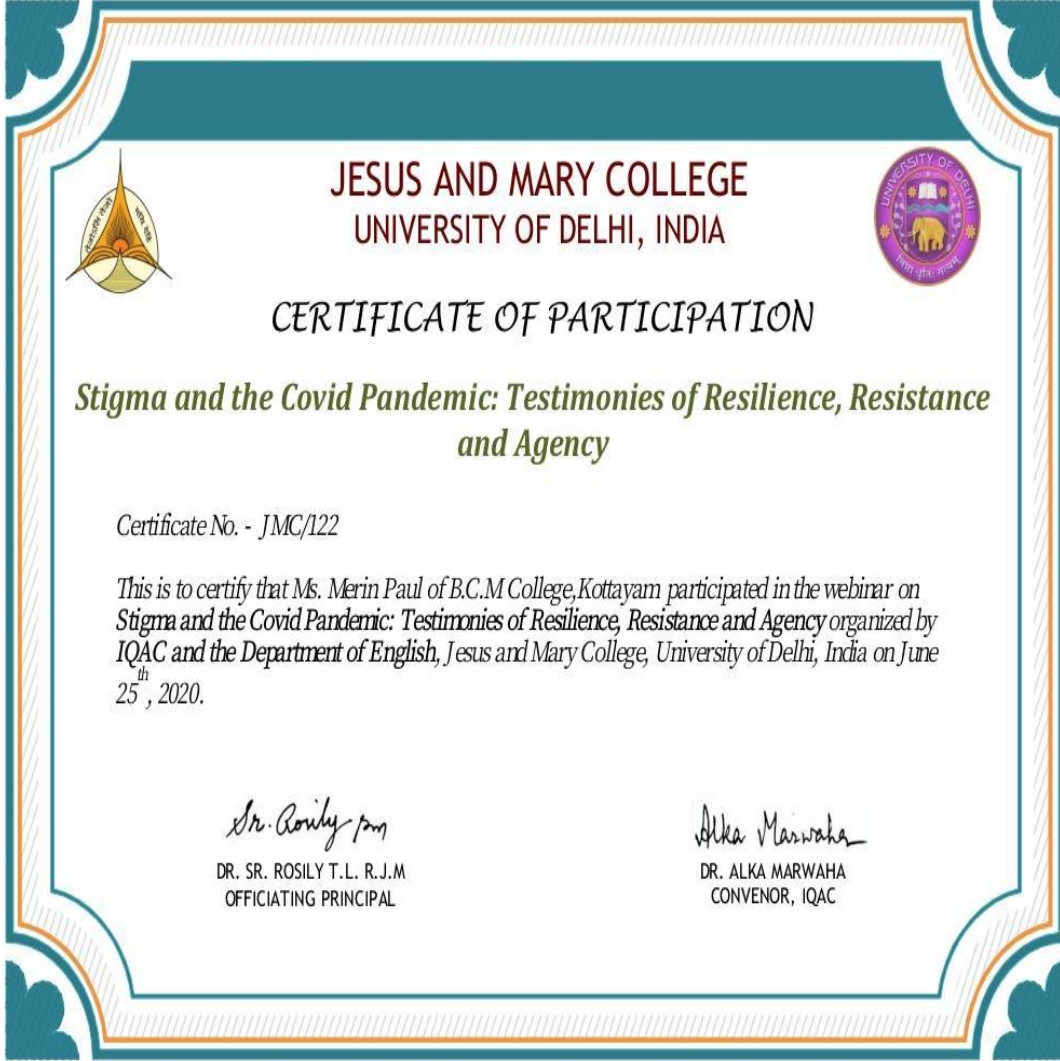 JESUS AND MARY COLLEGE
UNIVERSITY OF DELHI, INDIA
UNIVERSITY OF DELHI
CERTIFICATE OF PARTICIPATION
Stigma and the Covid Pandemic: Testimonies of Resilience, Resistance
and Agency
Certificate No. - JMC/122
This is to certify that Ms. Merin Paul of B.C.M College,Kottayam participated in the webinar on
Stigma and the Covid Pandemic: Testimonies of Resilience, Resistance and Agency organized by
IQAC and the Department of English, Jesus and Mary College, University of Delhi, India on June
25th, 2020.
Sr. Rosily rjm
Alka Marwaha
DR. SR. ROSILY T.L. R.J.M
OFFICIATING PRINCIPAL
DR. ALKA MARWAHA
CONVENOR, IQAC